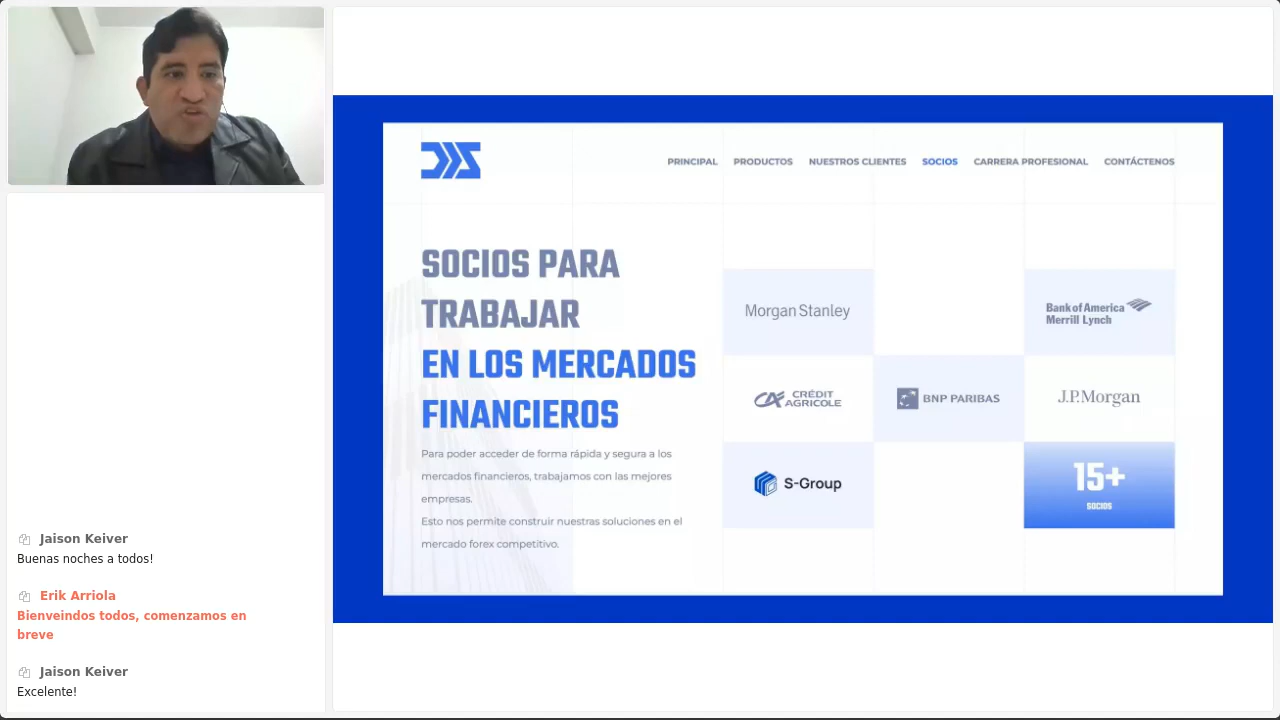 PRINCIPAL PRODUCTOS NUESTROS CLIENTES SOCIOS CARRERA PROFESIONAL CONTÁCTENOS
SOCIOS PARA
TRABAJAR
EN LOS MERCADOS
FINANCIEROS
Para poder acceder de forma rápida y segura a los
mercados financieros, trabajamos con las mejores
empresas.
Esto nos permite construir nuestras soluciones en el
mercado forex competitivo.
Morgan Stanley
Bank of America
Merrill Lynch
CA CRÉDIT
AGRICOLE
BNP PARIBAS
J.P.Morgan
S-Group
15+
SOCIOS
Jaison Keiver
Buenas noches a todos!
Erik Arriola
Bienveindos todos, comenzamos en
breve
Jaison Keiver
Excelente!